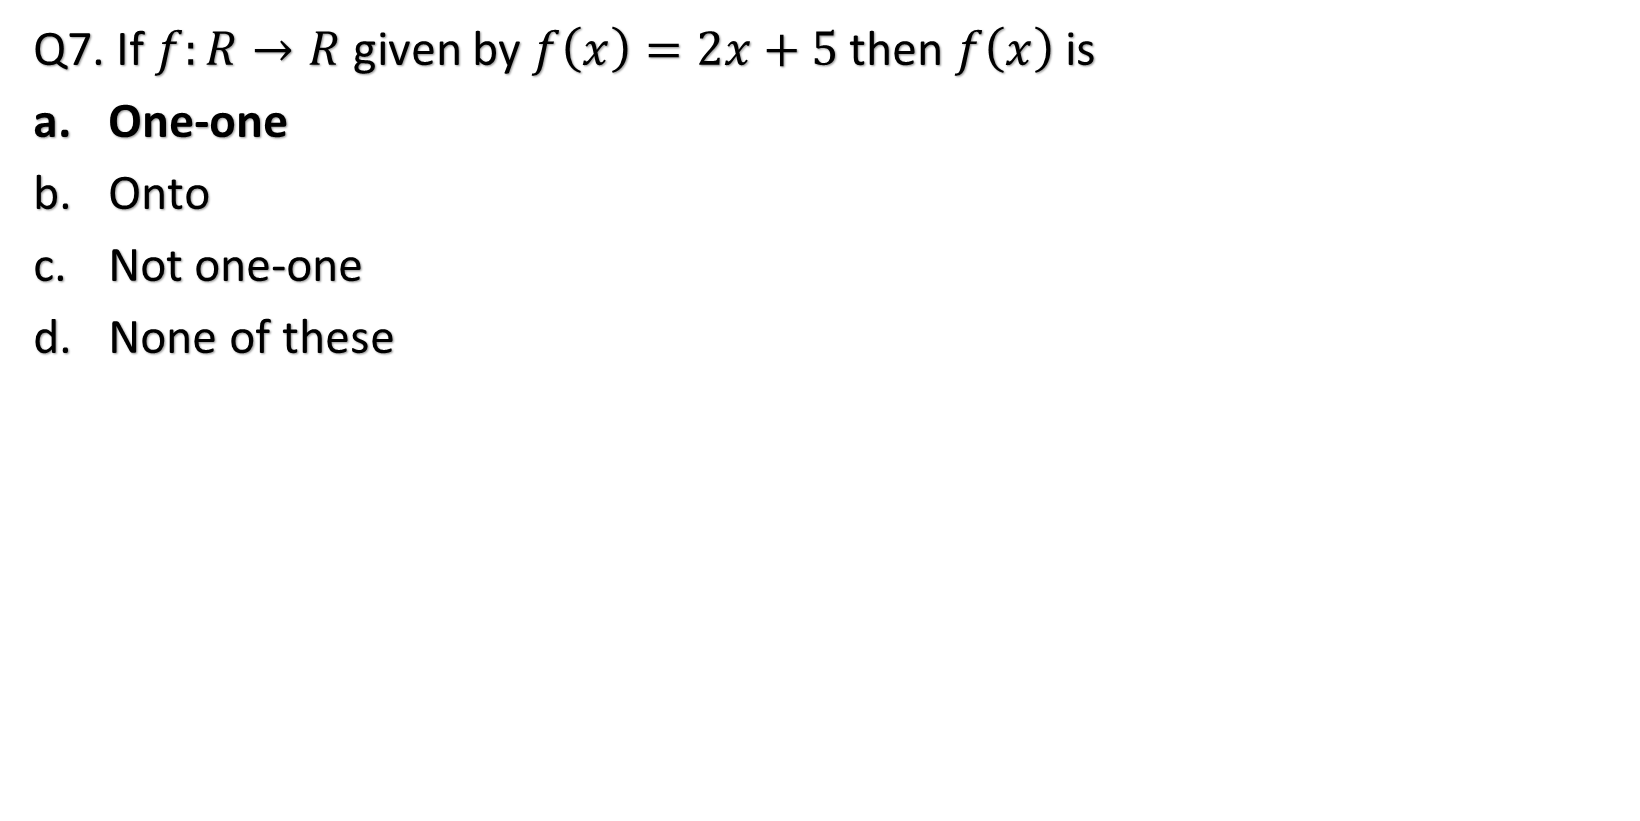 Q7. If f: R → R given by f(x) = 2x + 5 then f(x) is
a. One-one
b. Onto
c. Not one-one
d. None of these